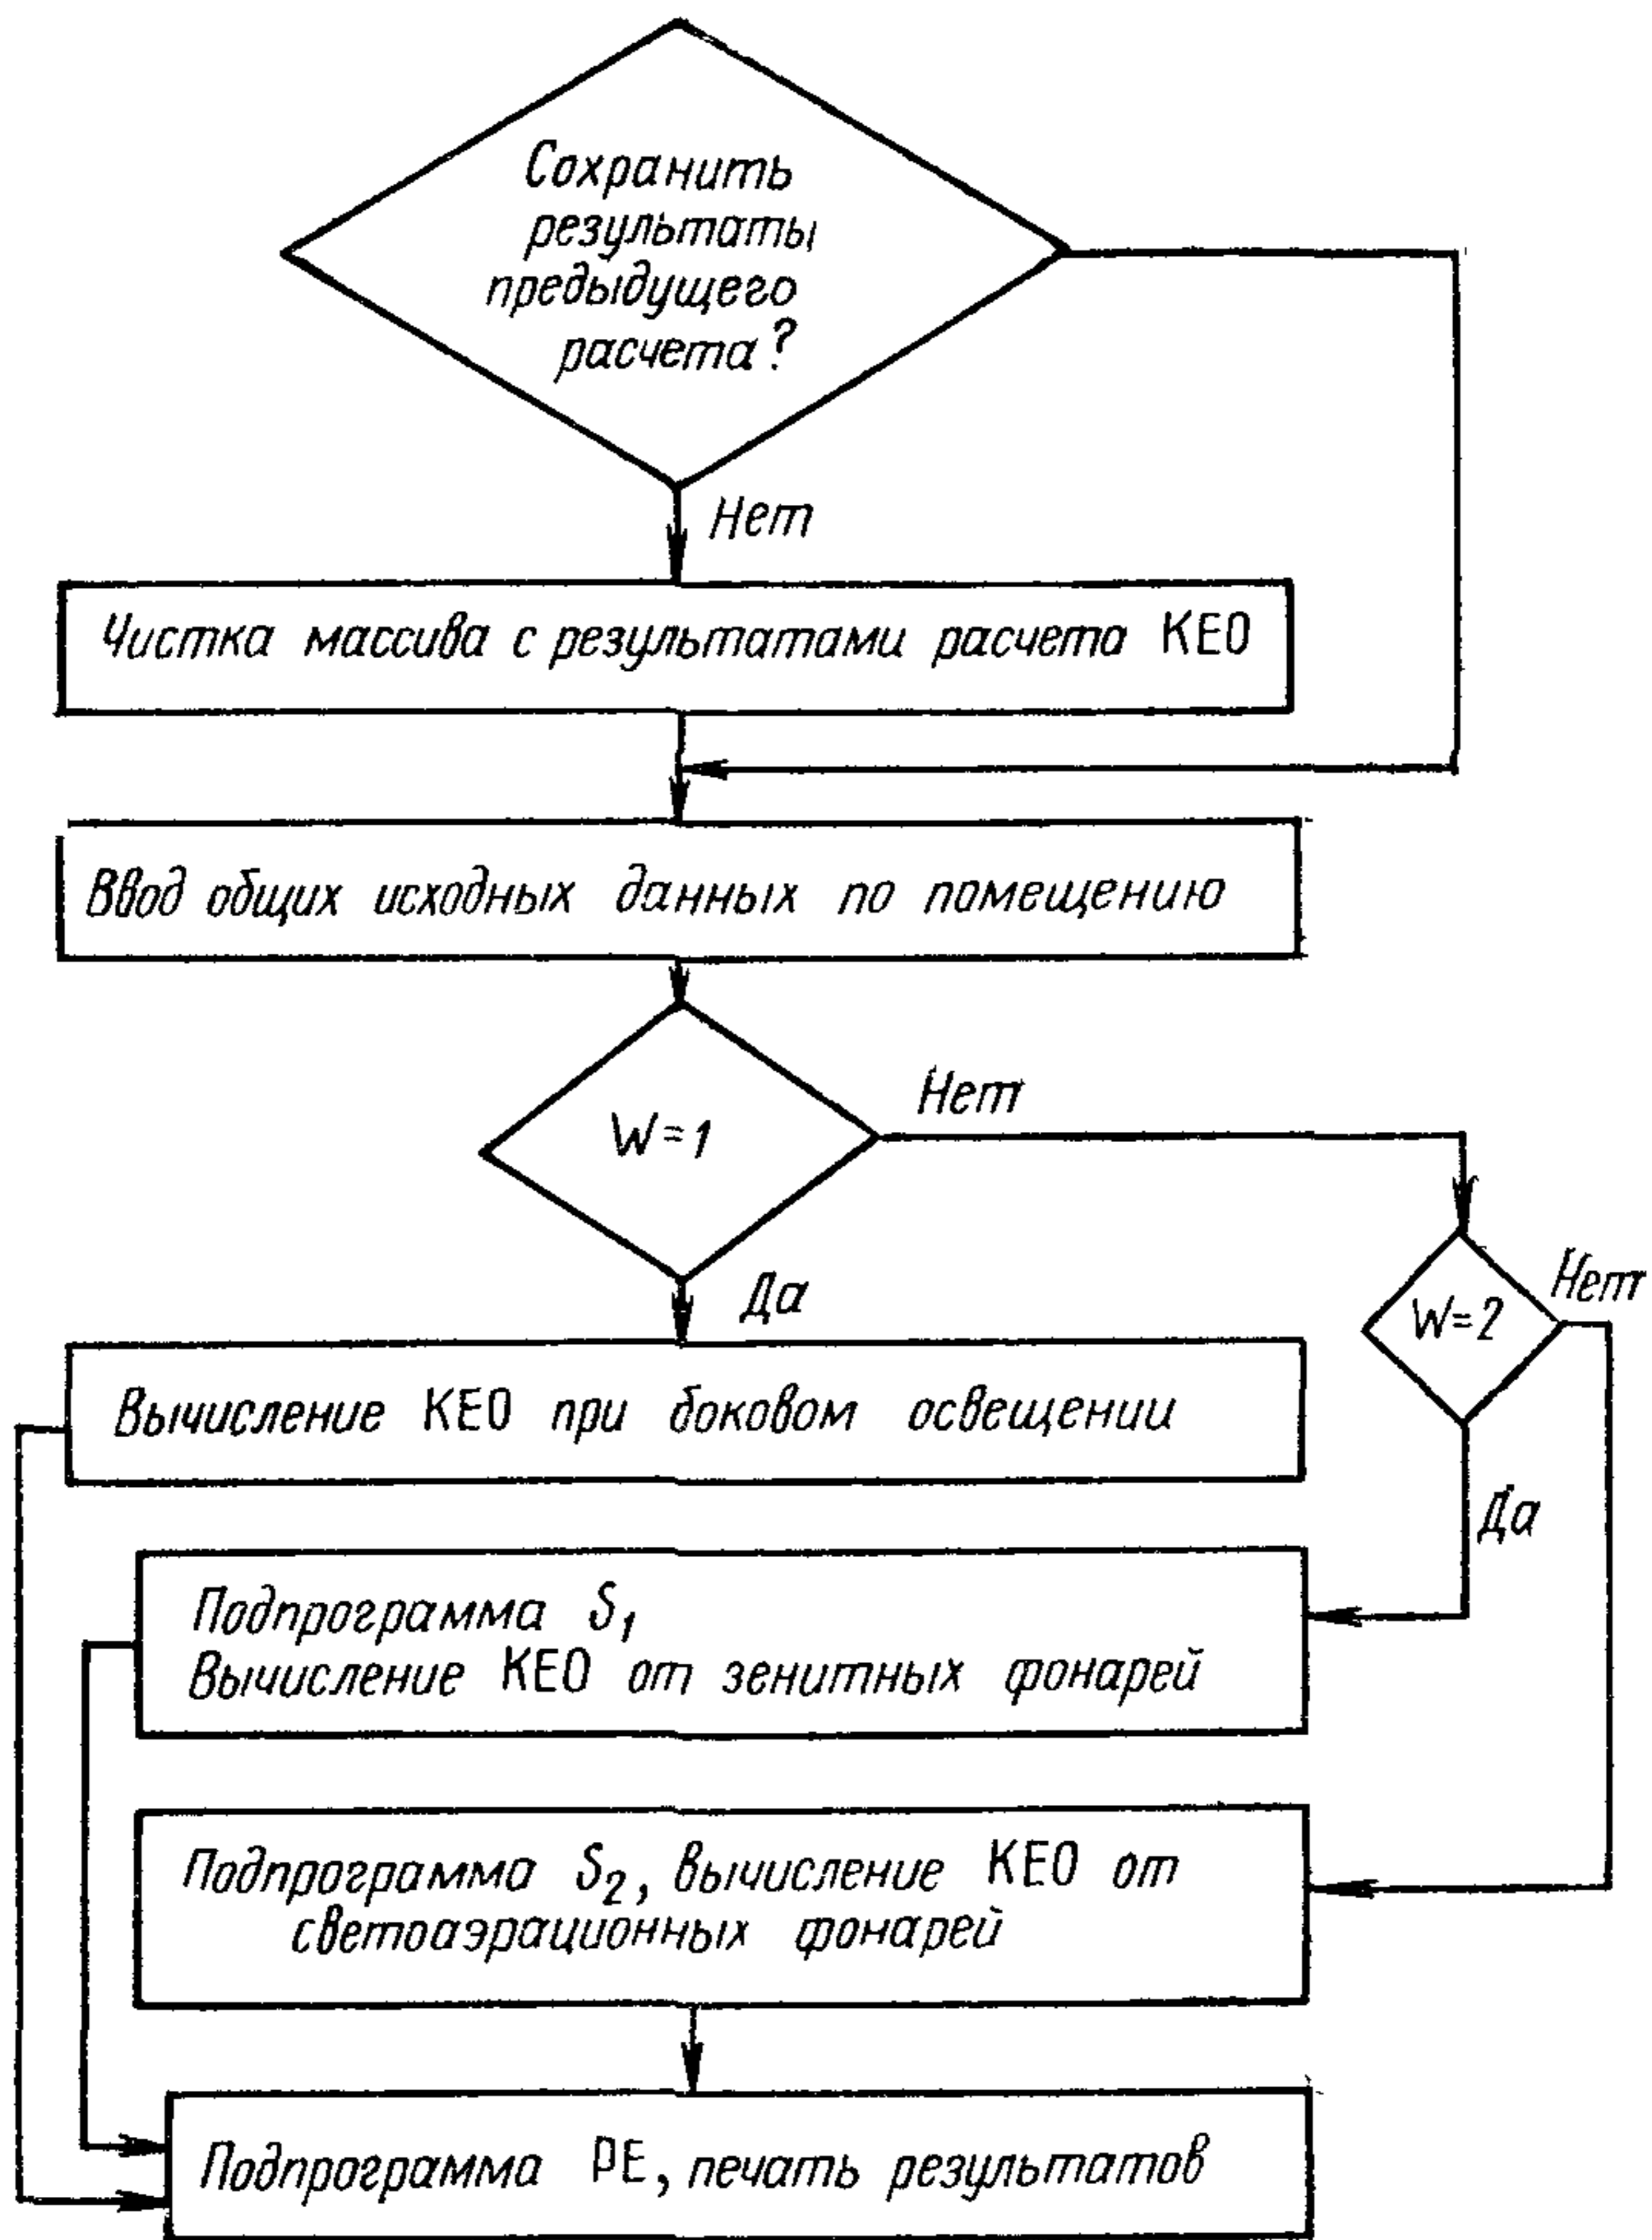 Сохранить
результаты
предыдущего
расчета?
Нет
Чистка массива с результатами расчета КЕО
Ввод общих исходных данных по помещению
W=1
Нет
Да
W=2
Нет
Да
Вычисление КЕО при боковом освещении
Подпрограмма S₁
Вычисление КЕО от зенитных фонарей
Подпрограмма S₂, вычисление КЕО от
светоаэрационных фонарей
Подпрограмма РЕ, печать результатов